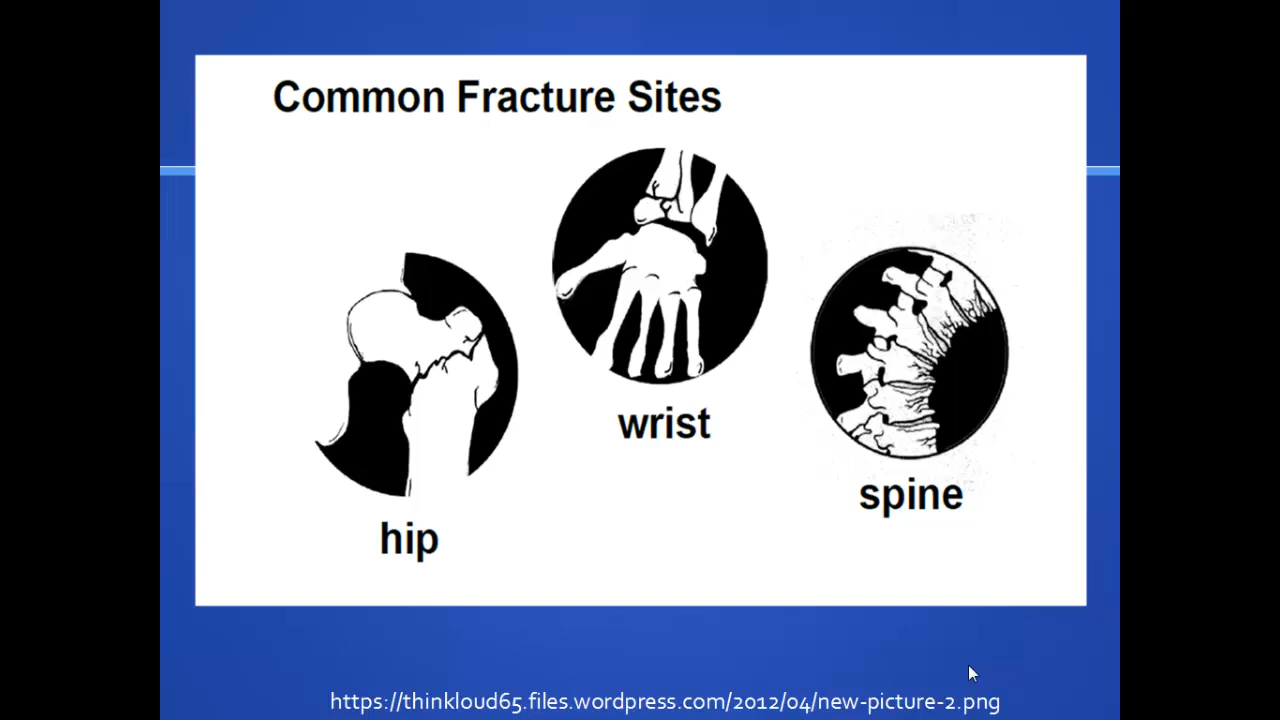 Common Fracture Sites
wrist
spine
hip
https://thinkloud65.files.wordpress.com/2012/04/new-picture-2.png